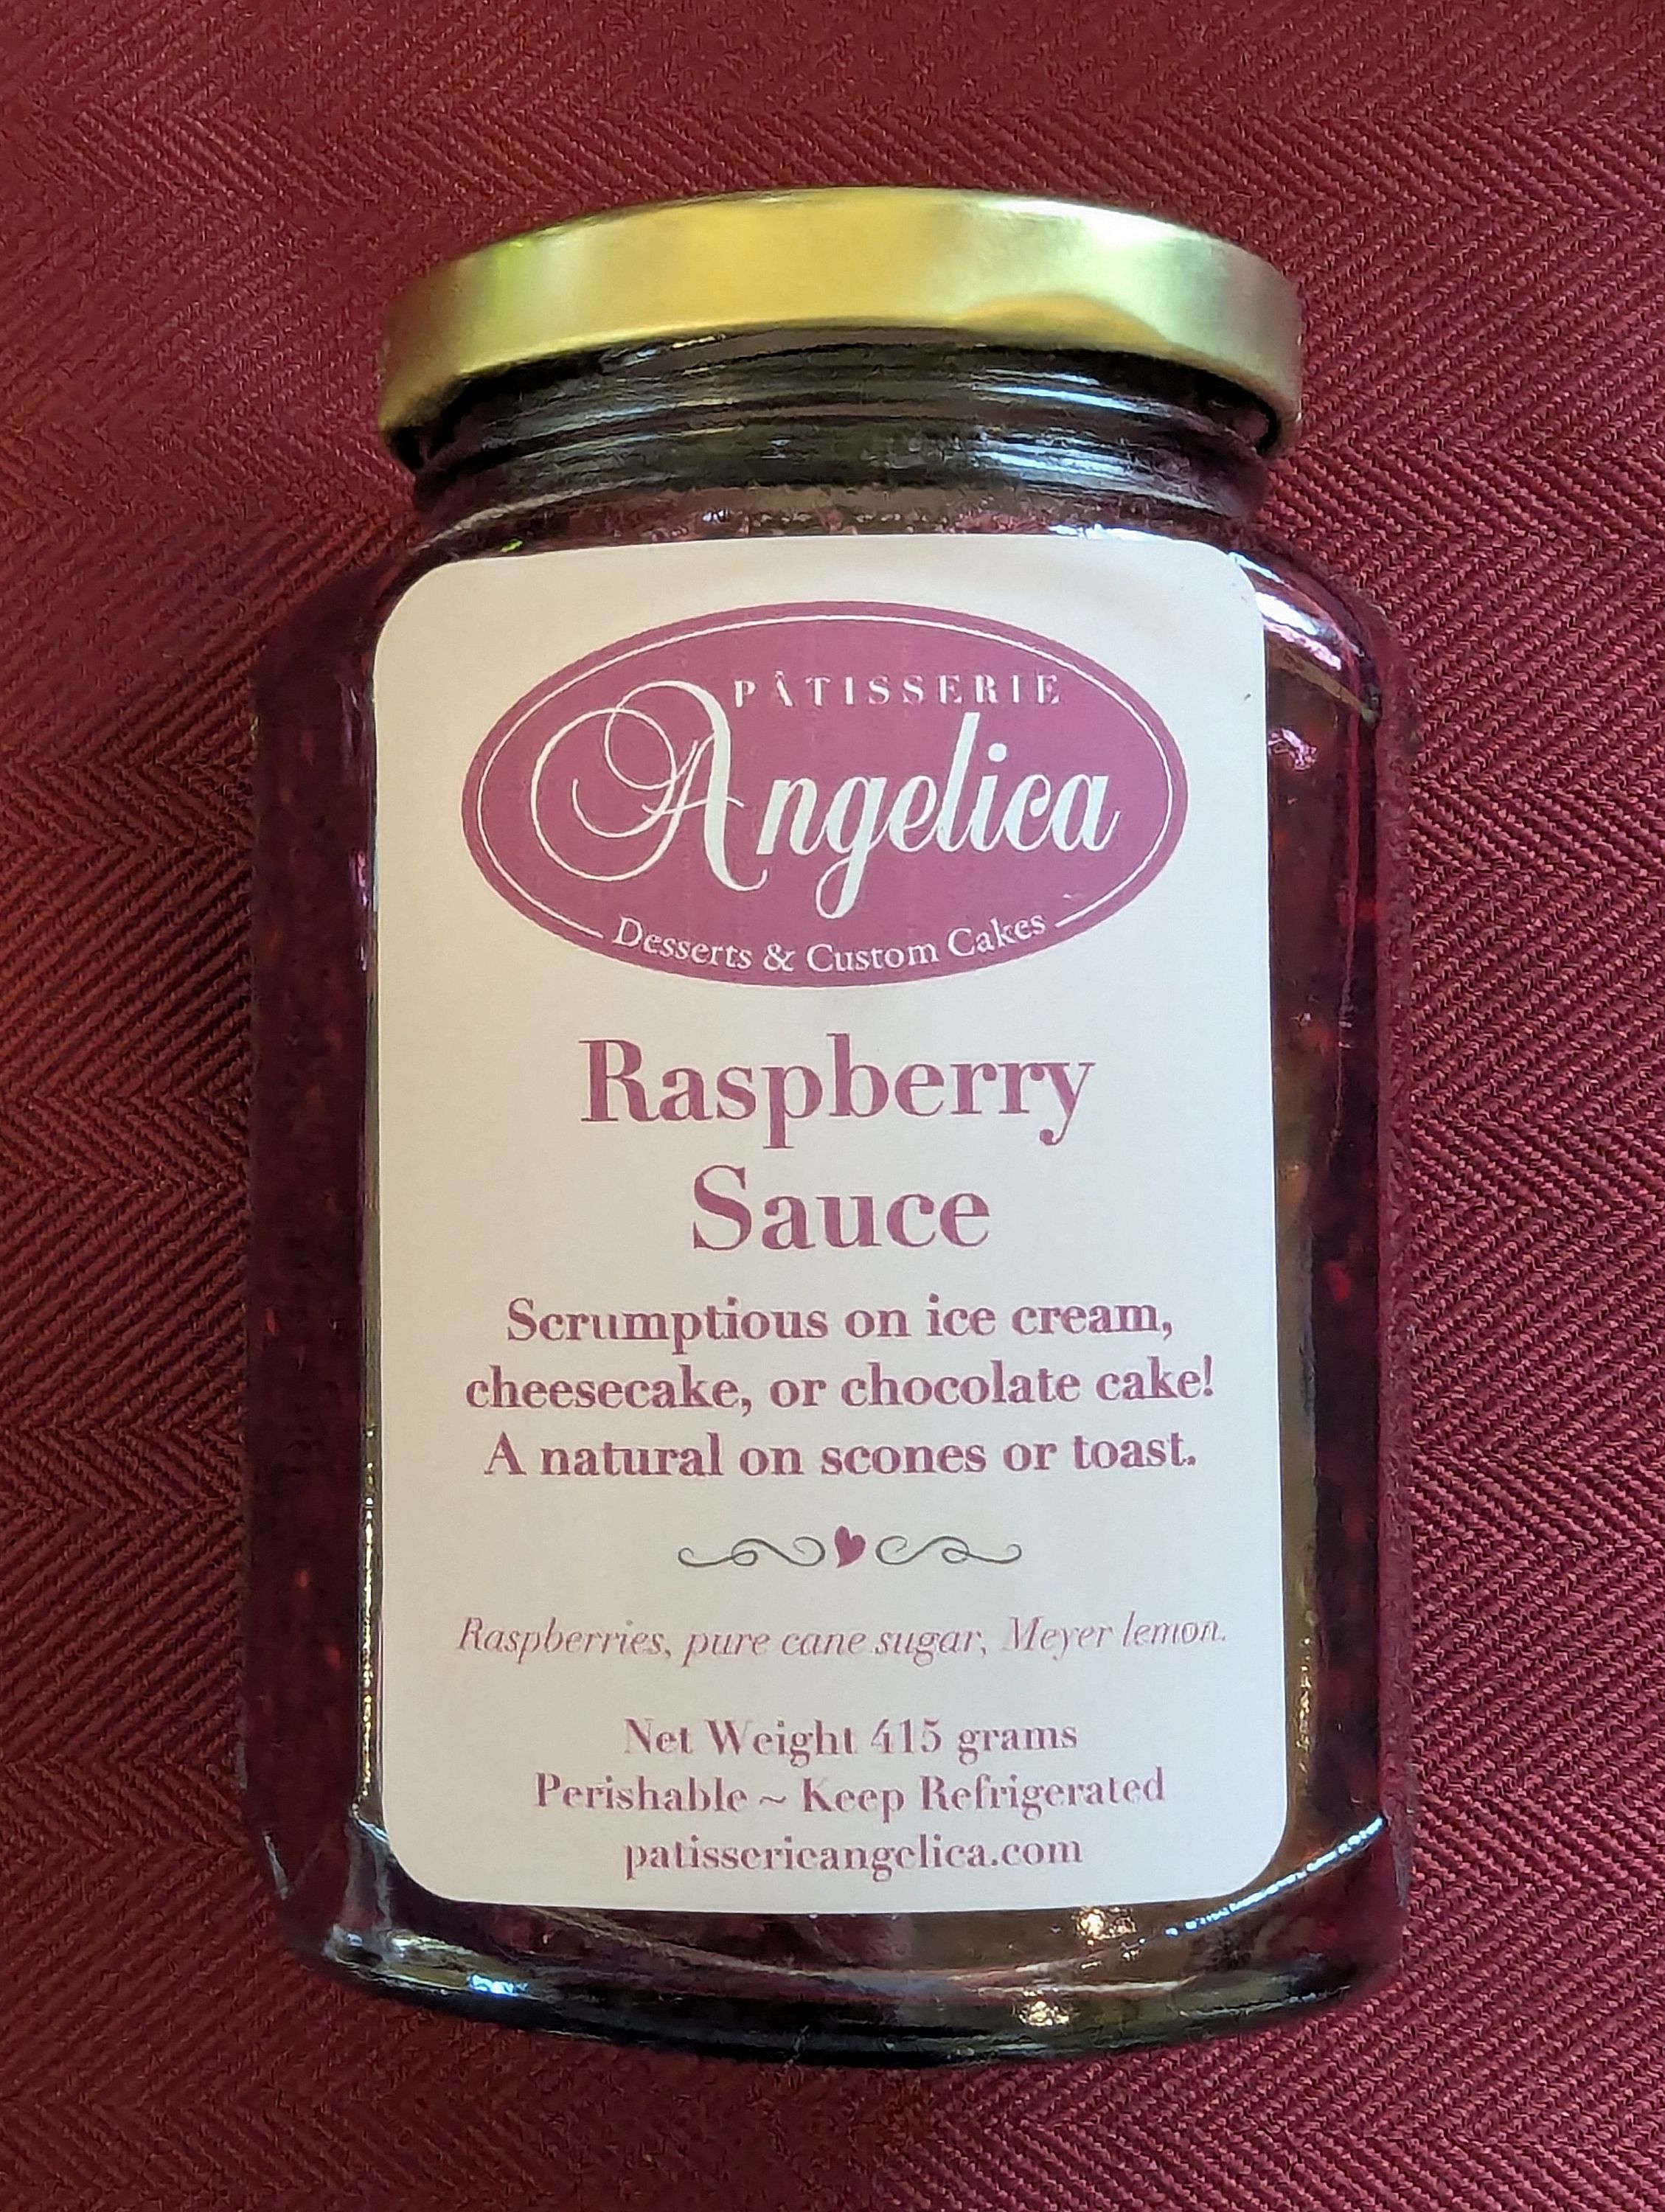 PÂTISSERIE
Angelica
Desserts & Custom Cakes
Raspberry
Sauce
Scrumptious on ice cream,
cheesecake, or chocolate cake!
A natural on scones or toast.
Raspberries, pure cane sugar, Meyer lemon.
Net Weight 415 grams
Perishable ~ Keep Refrigerated
patisserieangelica.com